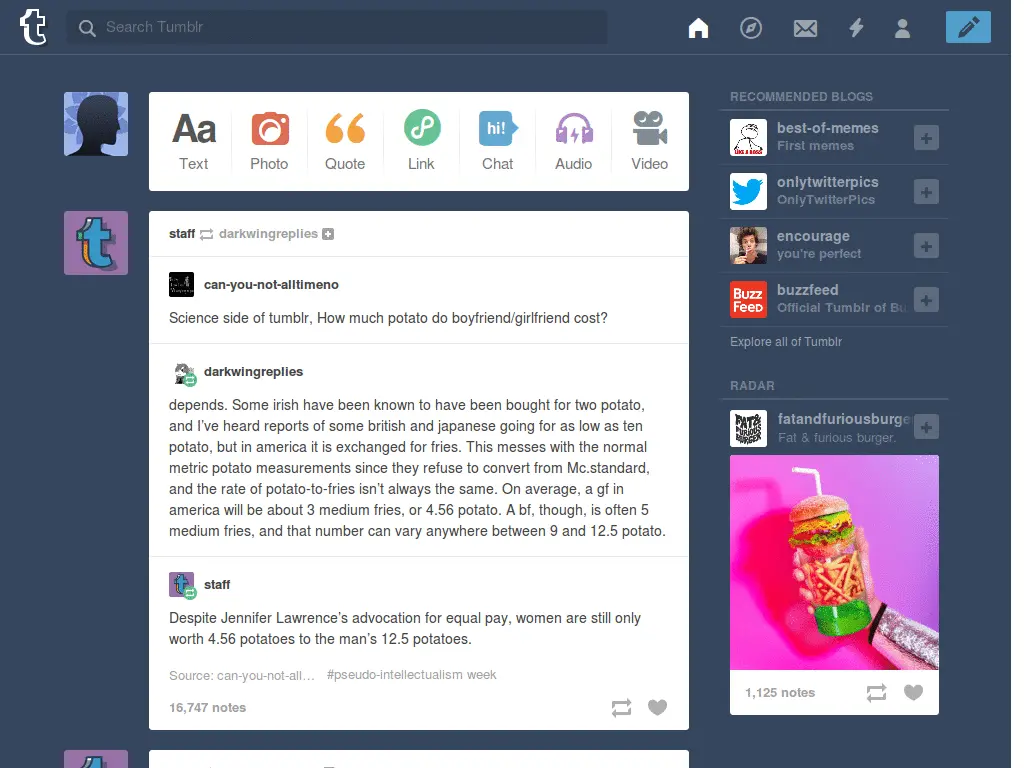 t
Search Tumblr
Aa
hi!
Text
Photo
Quote
Link
Chat
Audio
Video
staff darkwingreplies
can-you-not-alltimeno
Science side of tumblr, How much potato do boyfriend/girlfriend cost?
darkwingreplies
depends. Some irish have been known to have been bought for two potato,
and I've heard reports of some british and japanese going for as low as ten
potato, but in america it is exchanged for fries. This messes with the normal
metric potato measurements since they refuse to convert from Mc.standard,
and the rate of potato-to-fries isn't always the same. On average, a gf in
america will be about 3 medium fries, or 4.56 potato. A bf, though, is often 5
medium fries, and that number can vary anywhere between 9 and 12.5 potato.
staff
Despite Jennifer Lawrence's advocation for equal pay, women are still only
worth 4.56 potatoes to the man's 12.5 potatoes.
Source: can-you-not-all… #pseudo-intellectualism week
16,747 notes
RECOMMENDED BLOGS
LIKE A BOSS
best-of-memes
First memes
onlytwitterpics
OnlyTwitterPics
encourage
you're perfect
Buzz
FeeD
buzzfeed
Official Tumblr of Bu
Explore all of Tumblr
RADAR
FAT&
FURIOUS
BURGER
fatandfuriousburge
Fat & furious burger.
1,125 notes